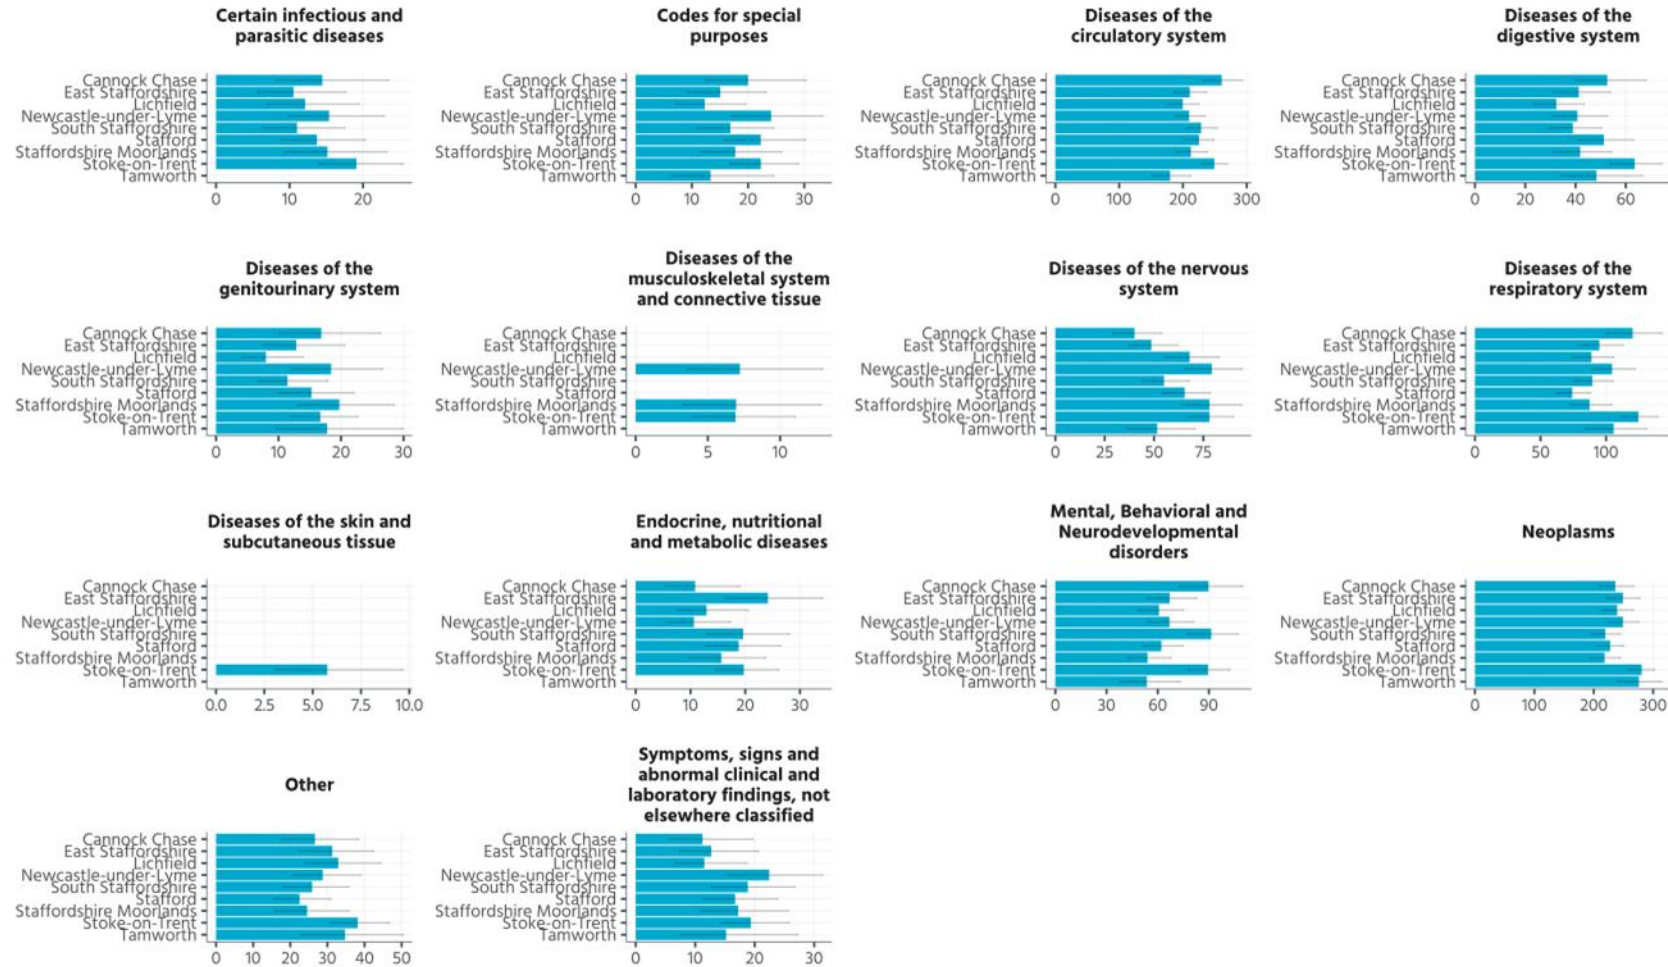 Certain infectious and
parasitic diseases
Cannock Chase
East Staffordshire
Lichfield
Newcastle-under-Lyme
South Staffordshire
Stafford
Staffordshire Moorlands
Stoke-on-Trent
Tamworth
0 10 20
Codes for special
purposes
Cannock Chase
East Staffordshire
Lichfield
Newcastle-under-Lyme
South Staffordshire
Stafford
Staffordshire Moorlands
Stoke-on-Trent
Tamworth
0 10 20 30
Diseases of the
circulatory system
Cannock Chase
East Staffordshire
Lichfield
Newcastle-under-Lyme
South Staffordshire
Stafford
Staffordshire Moorlands
Stoke-on-Trent
Tamworth
0 100 200 300
Diseases of the
digestive system
Cannock Chase
East Staffordshire
Lichfield
Newcastle-under-Lyme
South Staffordshire
Stafford
Staffordshire Moorlands
Stoke-on-Trent
Tamworth
0 20 40 60
Diseases of the
genitourinary system
Cannock Chase
East Staffordshire
Lichfield
Newcastle-under-Lyme
South Staffordshire
Stafford
Staffordshire Moorlands
Stoke-on-Trent
Tamworth
0 10 20 30
Diseases of the
musculoskeletal system
and connective tissue
Cannock Chase
East Staffordshire
Lichfield
Newcastle-under-Lyme
South Staffordshire
Stafford
Staffordshire Moorlands
Stoke-on-Trent
Tamworth
0 5 10
Diseases of the nervous
system
Cannock Chase
East Staffordshire
Lichfield
Newcastle-under-Lyme
South Staffordshire
Stafford
Staffordshire Moorlands
Stoke-on-Trent
Tamworth
0 25 50 75
Diseases of the
respiratory system
Cannock Chase
East Staffordshire
Lichfield
Newcastle-under-Lyme
South Staffordshire
Stafford
Staffordshire Moorlands
Stoke-on-Trent
Tamworth
0 50 100
Diseases of the skin and
subcutaneous tissue
Cannock Chase
East Staffordshire
Lichfield
Newcastle-under-Lyme
South Staffordshire
Stafford
Staffordshire Moorlands
Stoke-on-Trent
Tamworth
0.0 2.5 5.0 7.5 10.0
Endocrine, nutritional
and metabolic diseases
Cannock Chase
East Staffordshire
Lichfield
Newcastle-under-Lyme
South Staffordshire
Stafford
Staffordshire Moorlands
Stoke-on-Trent
Tamworth
0 10 20 30
Mental, Behavioral and
Neurodevelopmental
disorders
Cannock Chase
East Staffordshire
Lichfield
Newcastle-under-Lyme
South Staffordshire
Stafford
Staffordshire Moorlands
Stoke-on-Trent
Tamworth
0 30 60 90
Neoplasms
Cannock Chase
East Staffordshire
Lichfield
Newcastle-under-Lyme
South Staffordshire
Stafford
Staffordshire Moorlands
Stoke-on-Trent
Tamworth
0 100 200 300
Other
Cannock Chase
East Staffordshire
Lichfield
Newcastle-under-Lyme
South Staffordshire
Stafford
Staffordshire Moorlands
Stoke-on-Trent
Tamworth
0 10 20 30 40 50
Symptoms, signs and
abnormal clinical and
laboratory findings, not
elsewhere classified
Cannock Chase
East Staffordshire
Lichfield
Newcastle-under-Lyme
South Staffordshire
Stafford
Staffordshire Moorlands
Stoke-on-Trent
Tamworth
0 10 20 30